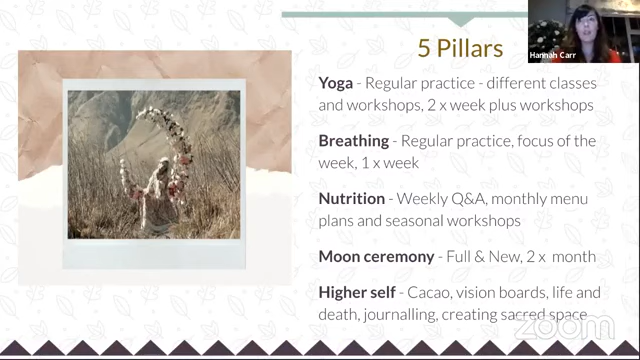 5 Pillars
Hannah Carr
Yoga - Regular practice - different classes
and workshops, 2 x week plus workshops
Breathing - Regular practice, focus of the
week, 1 x week
Nutrition - Weekly Q&A, monthly menu
plans and seasonal workshops
Moon ceremony - Full & New, 2 x month
Higher self - Cacao, vision boards, life and
death, journalling, creating sacred space
zoom